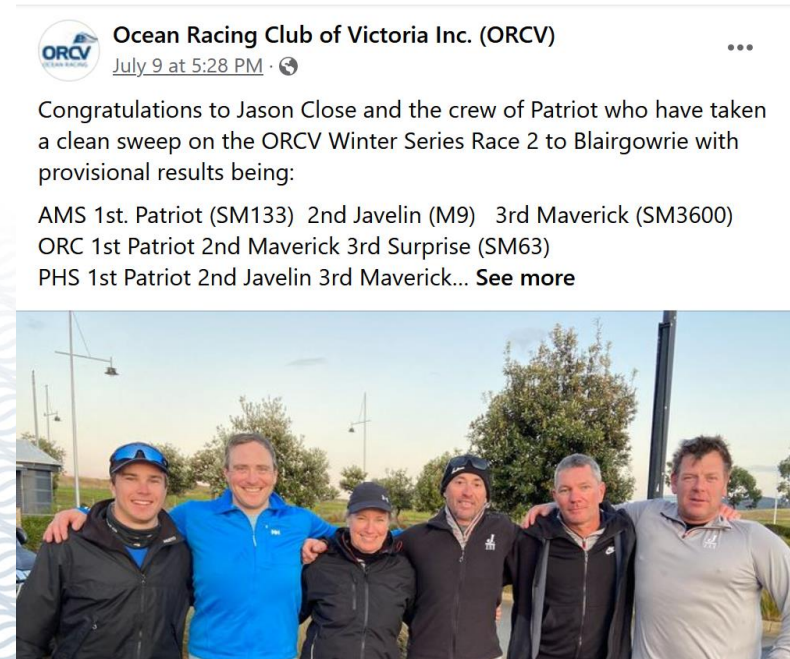 ORCV
OCEAN RACING
Ocean Racing Club of Victoria Inc. (ORCV)
July 9 at 5:28 PM ·
Congratulations to Jason Close and the crew of Patriot who have taken
a clean sweep on the ORCV Winter Series Race 2 to Blairgowrie with
provisional results being:
AMS 1st. Patriot (SM133)  2nd Javelin (M9)   3rd Maverick (SM3600)
ORC 1st Patriot 2nd Maverick 3rd Surprise (SM63)
PHS 1st Patriot 2nd Javelin 3rd Maverick... See more
HH